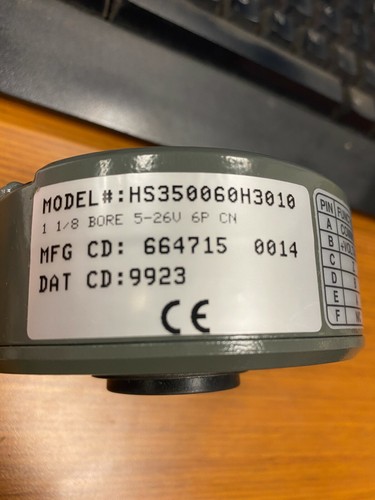 MODEL#:HS350060H3010
1 1/8 BORE 5-26V 6P CN
MFG CD: 664715 0014
DAT CD:9923
CE
PIN
A
B
C
D
E
F